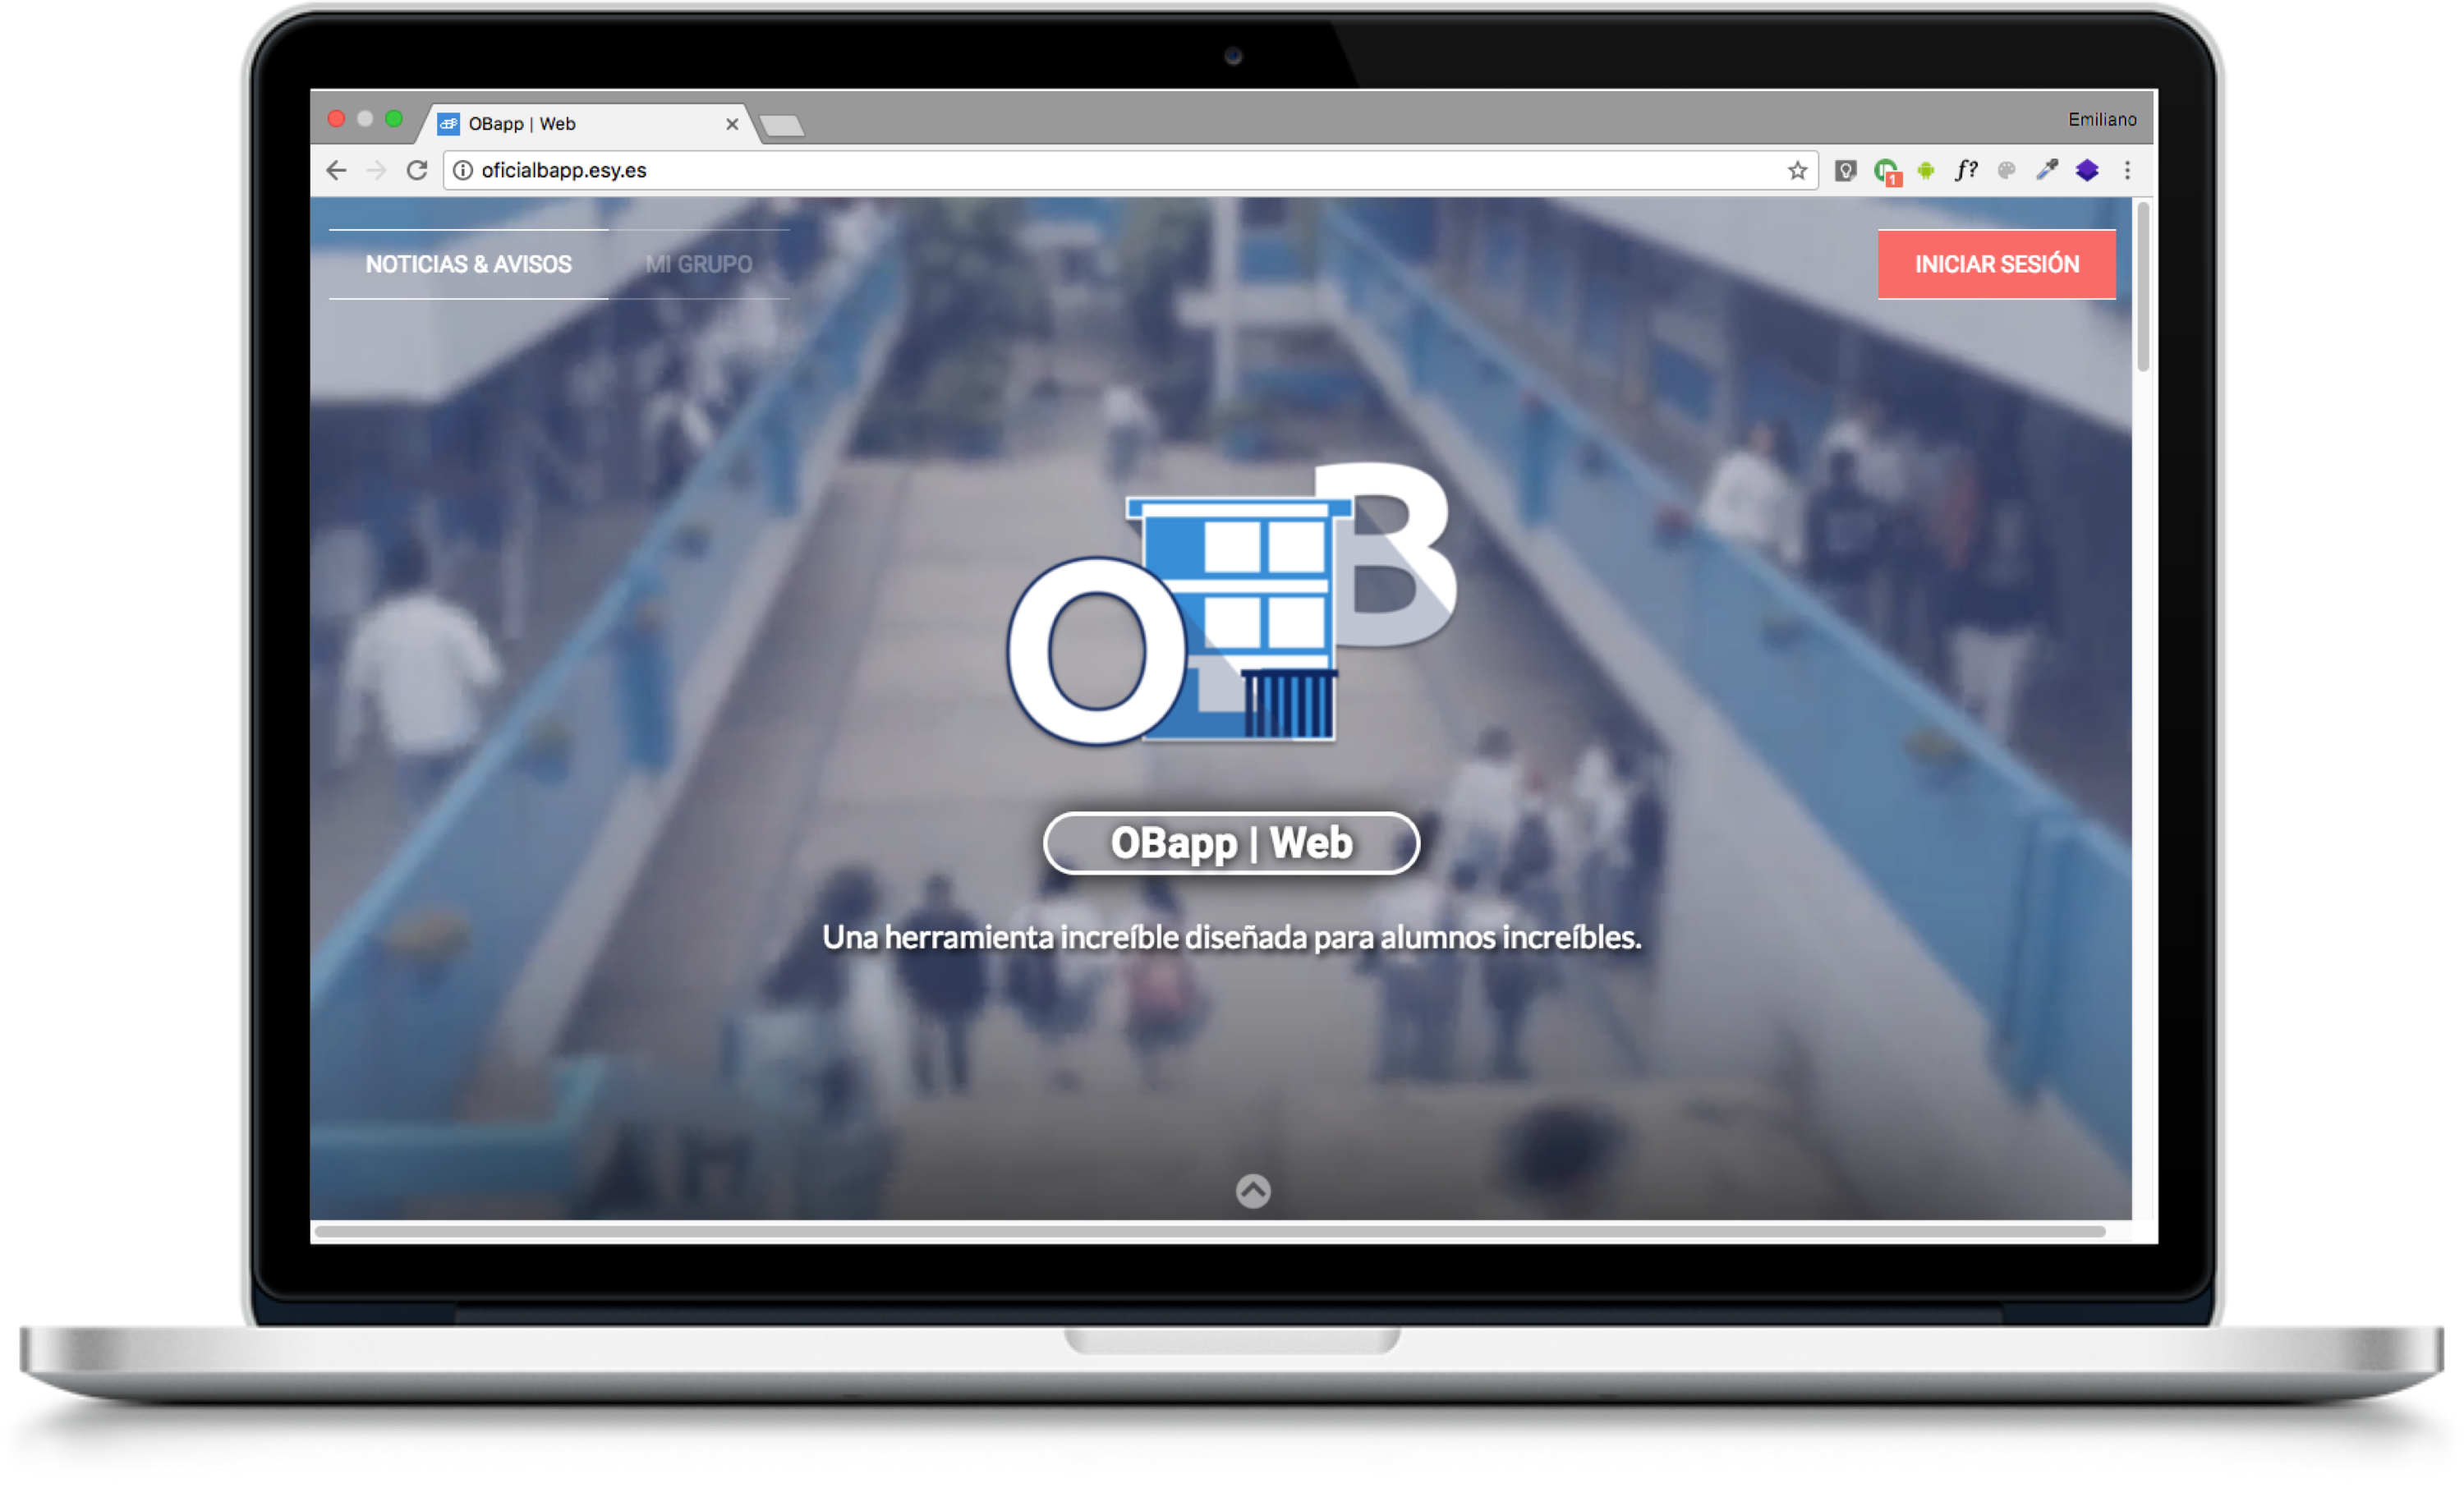 OBapp | Web
Emiliano
oficialbapp.esy.es
f?
1
NOTICIAS & AVISOS
MI GRUPO
INICIAR SESIÓN
OB
OBapp | Web
Una herramienta increíble diseñada para alumnos increíbles.